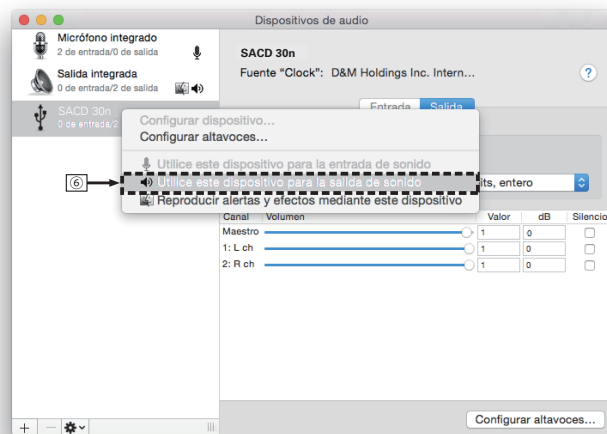 Dispositivos de audio
Micrófono integrado
2 de entrada/0 de salida
Salida integrada
0 de entrada/2 de salida
SACD 30n
0 de entrada/2
SACD 30n
Fuente “Clock”: D&M Holdings Inc. Intern...
?
Entrada Salida
Configurar dispositivo...
Configurar altavoces...
Utilice este dispositivo para la entrada de sonido
⑥ Utilice este dispositivo para la salida de sonido
its, entero
Reproducir alertas y efectos mediante este dispositivo
Canal Volumen Valor dB Silencio
Maestro 1 0
1: L ch 1 0
2: R ch 1 0
Configurar altavoces...